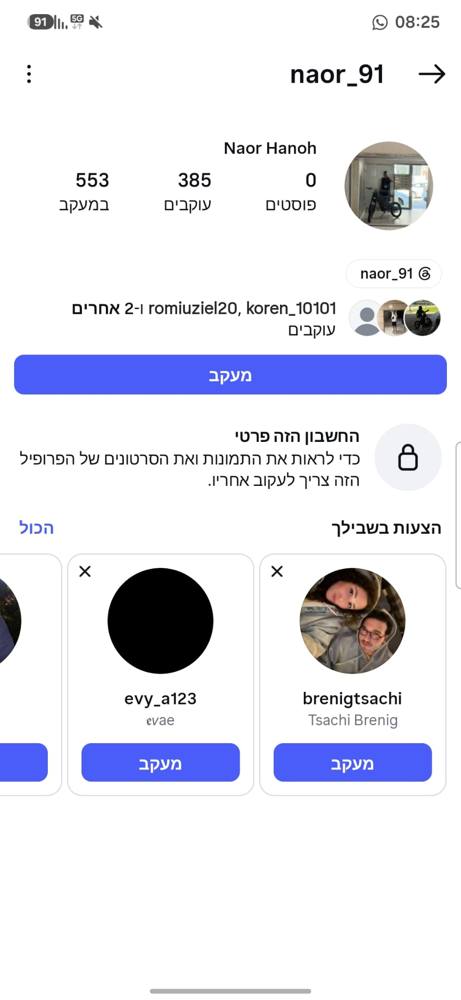 91 5G 08:25
naor_91
Naor Hanoh
0 385 553
פוסטים עוקבים במעקב
naor_91
romiuziel20, koren_10101 ו-2 אחרים
עוקבים
מעקב
החשבון הזה פרטי
כדי לראות את התמונות ואת הסרטונים של הפרופיל
הזה צריך לעקוב אחריו.
הצעות בשבילך הכול
brenigtsachi
Tsachi Brenig
מעקב
evy_a123
evae
מעקב